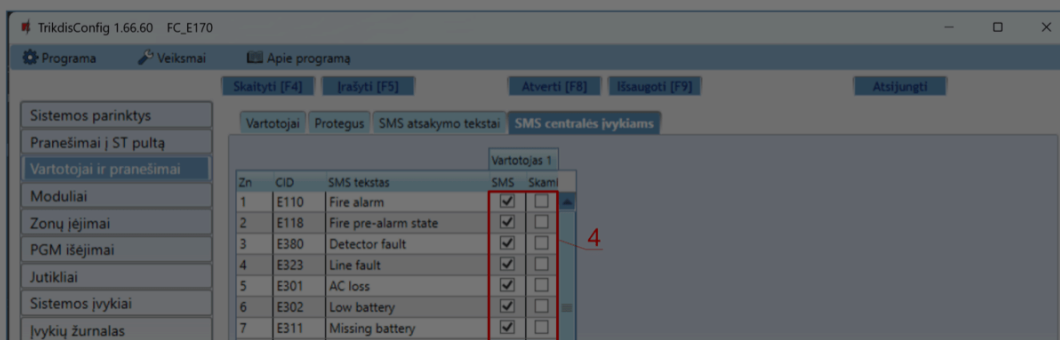 TrikdisConfig 1.66.60 FC_E170
Programa Veiksmai Apie programą
Skaityti [F4] Įrašyti [F5] Atverti [F8] Išsaugoti [F9] Atsijungti
Sistemos parinktys
Pranešimai į ST pultą
Vartotojai ir pranešimai
Moduliai
Zonų įėjimai
PGM išėjimai
Jutikliai
Sistemos įvykiai
Įvykių žurnalas
Vartotojai Protegus SMS atsakymo tekstai SMS centralės įvykiams
Vartotojas 1
Zn CID SMS tekstas SMS Skaml
1 E110 Fire alarm
2 E118 Fire pre-alarm state
3 E380 Detector fault
4 E323 Line fault
5 E301 AC loss
6 E302 Low battery
7 E311 Missing battery
4